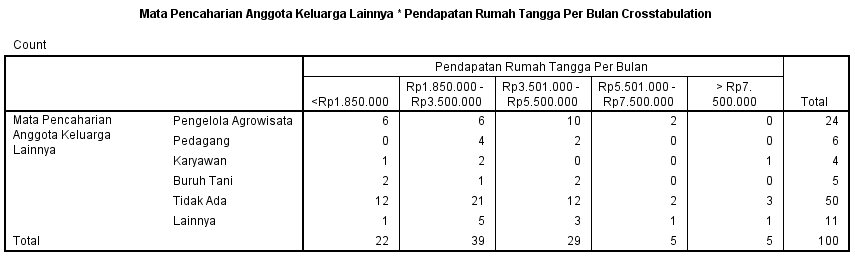 Mata Pencaharian Anggota Keluarga Lainnya * Pendapatan Rumah Tangga Per Bulan Crosstabulation
Count
Pendapatan Rumah Tangga Per Bulan
<Rp1.850.000 Rp1.850.000 - Rp3.500.000 Rp3.501.000 - Rp5.500.000 Rp5.501.000 - Rp7.500.000 > Rp7. 500.000 Total
Mata Pencaharian Anggota Keluarga Lainnya Pengelola Agrowisata 6 6 10 2 0 24
Pedagang 0 4 2 0 0 6
Karyawan 1 2 0 0 1 4
Buruh Tani 2 1 2 0 0 5
Tidak Ada 12 21 12 2 3 50
Lainnya 1 5 3 1 1 11
Total 22 39 29 5 5 100